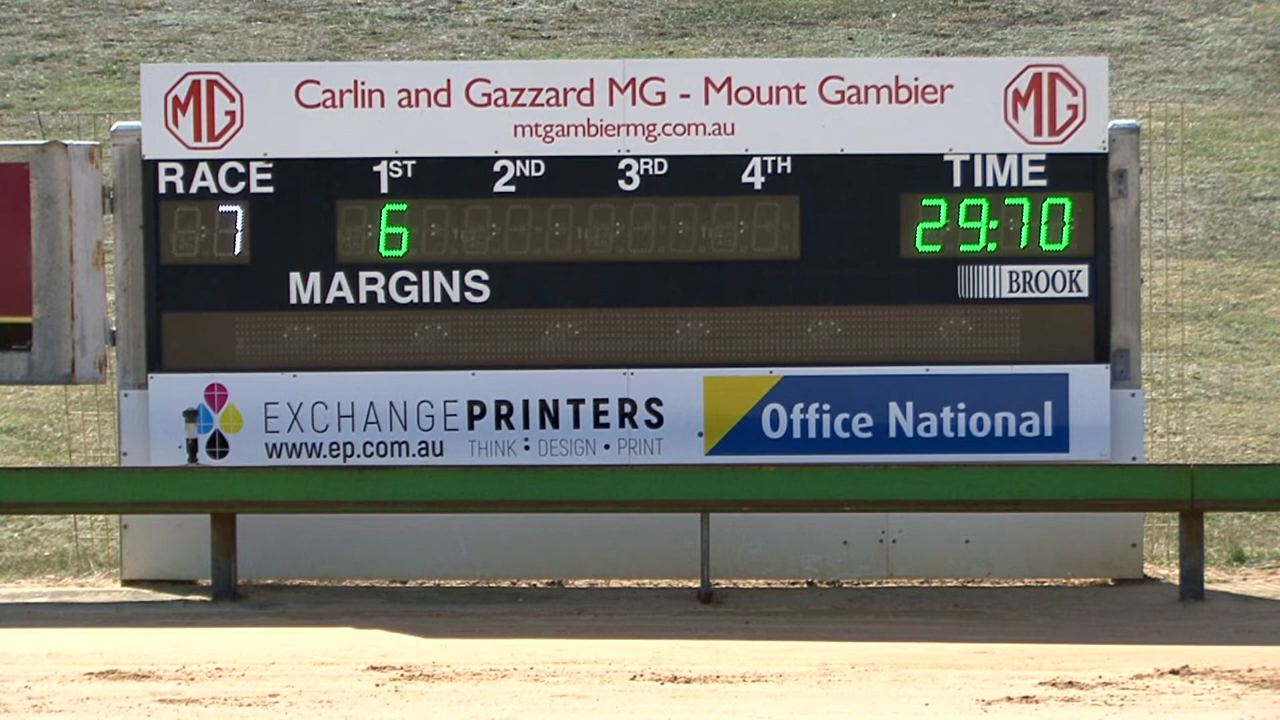 MG Carlin and Gazzard MG - Mount Gambier MG
mtgambiermg.com.au
RACE 1ST 2ND 3RD 4TH TIME
7 6 29:70
MARGINS BROOK
EXCHANGEPRINTERS Office National
www.ep.com.au THINK : DESIGN • PRINT